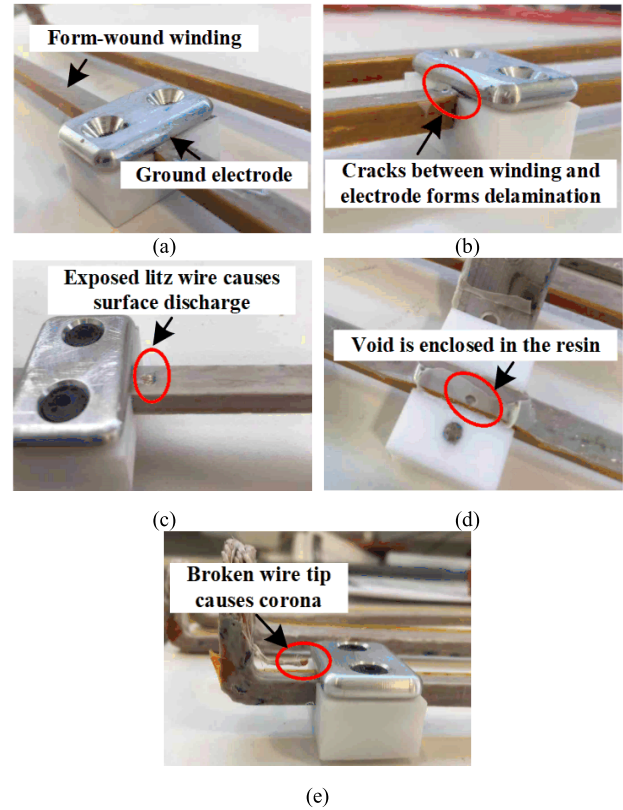 Form-wound winding
Ground electrode
(a)
Cracks between winding and
electrode forms delamination
(b)
Exposed litz wire causes
surface discharge
(c)
Void is enclosed in the resin
(d)
Broken wire tip
causes corona
(e)